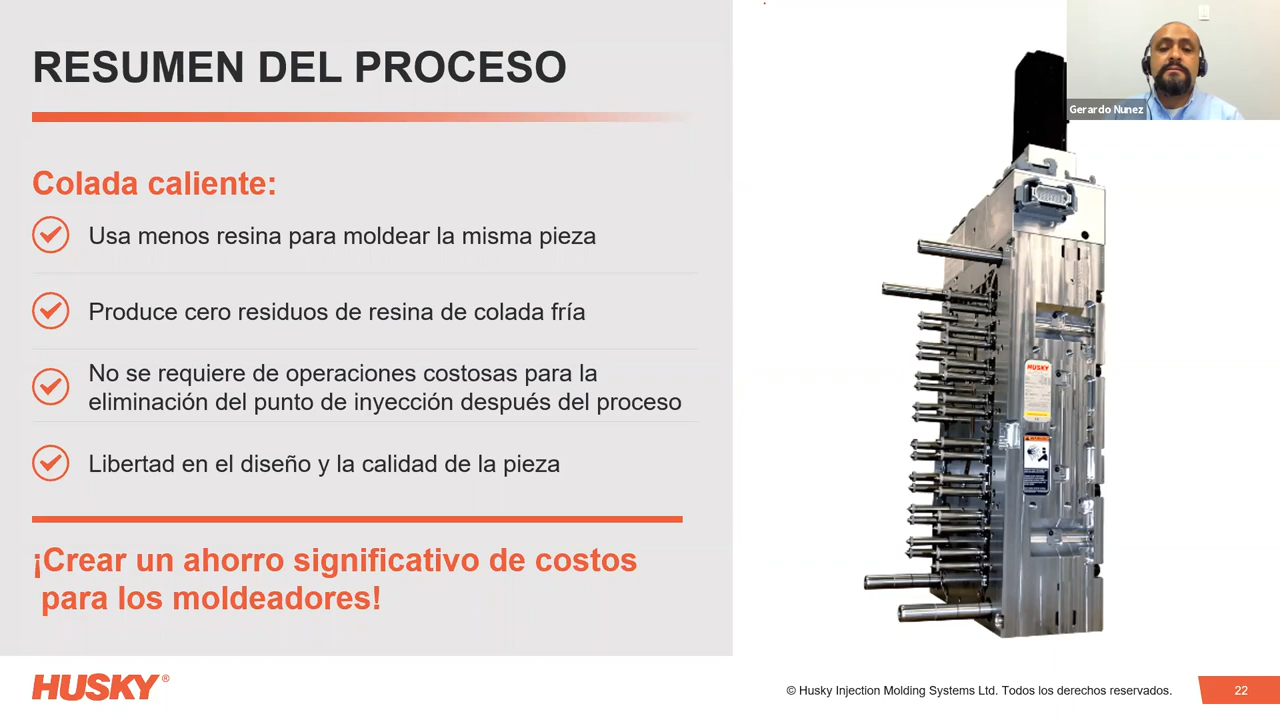 RESUMEN DEL PROCESO
Colada caliente:
Usa menos resina para moldear la misma pieza
Produce cero residuos de resina de colada fría
No se requiere de operaciones costosas para la
eliminación del punto de inyección después del proceso
Libertad en el diseño y la calidad de la pieza
¡Crear un ahorro significativo de costos
para los moldeadores!
Gerardo Nunez
HUSKY
HUSKY®
© Husky Injection Molding Systems Ltd. Todos los derechos reservados.
22